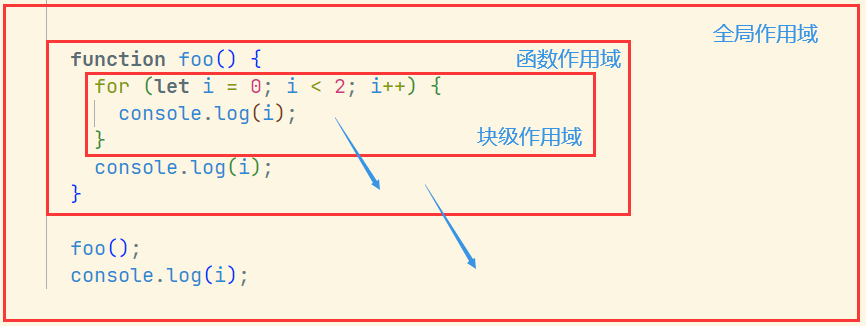 全局作用域
function foo() {
函数作用域
for (let i = 0; i < 2; i++) {
console.log(i);
}
块级作用域
console.log(i);
}
foo();
console.log(i);